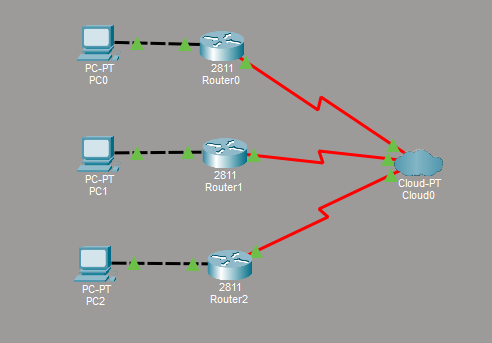 PC-PT
PC0
2811
Router0
PC-PT
PC1
2811
Router1
Cloud-PT
Cloud0
PC-PT
PC2
2811
Router2